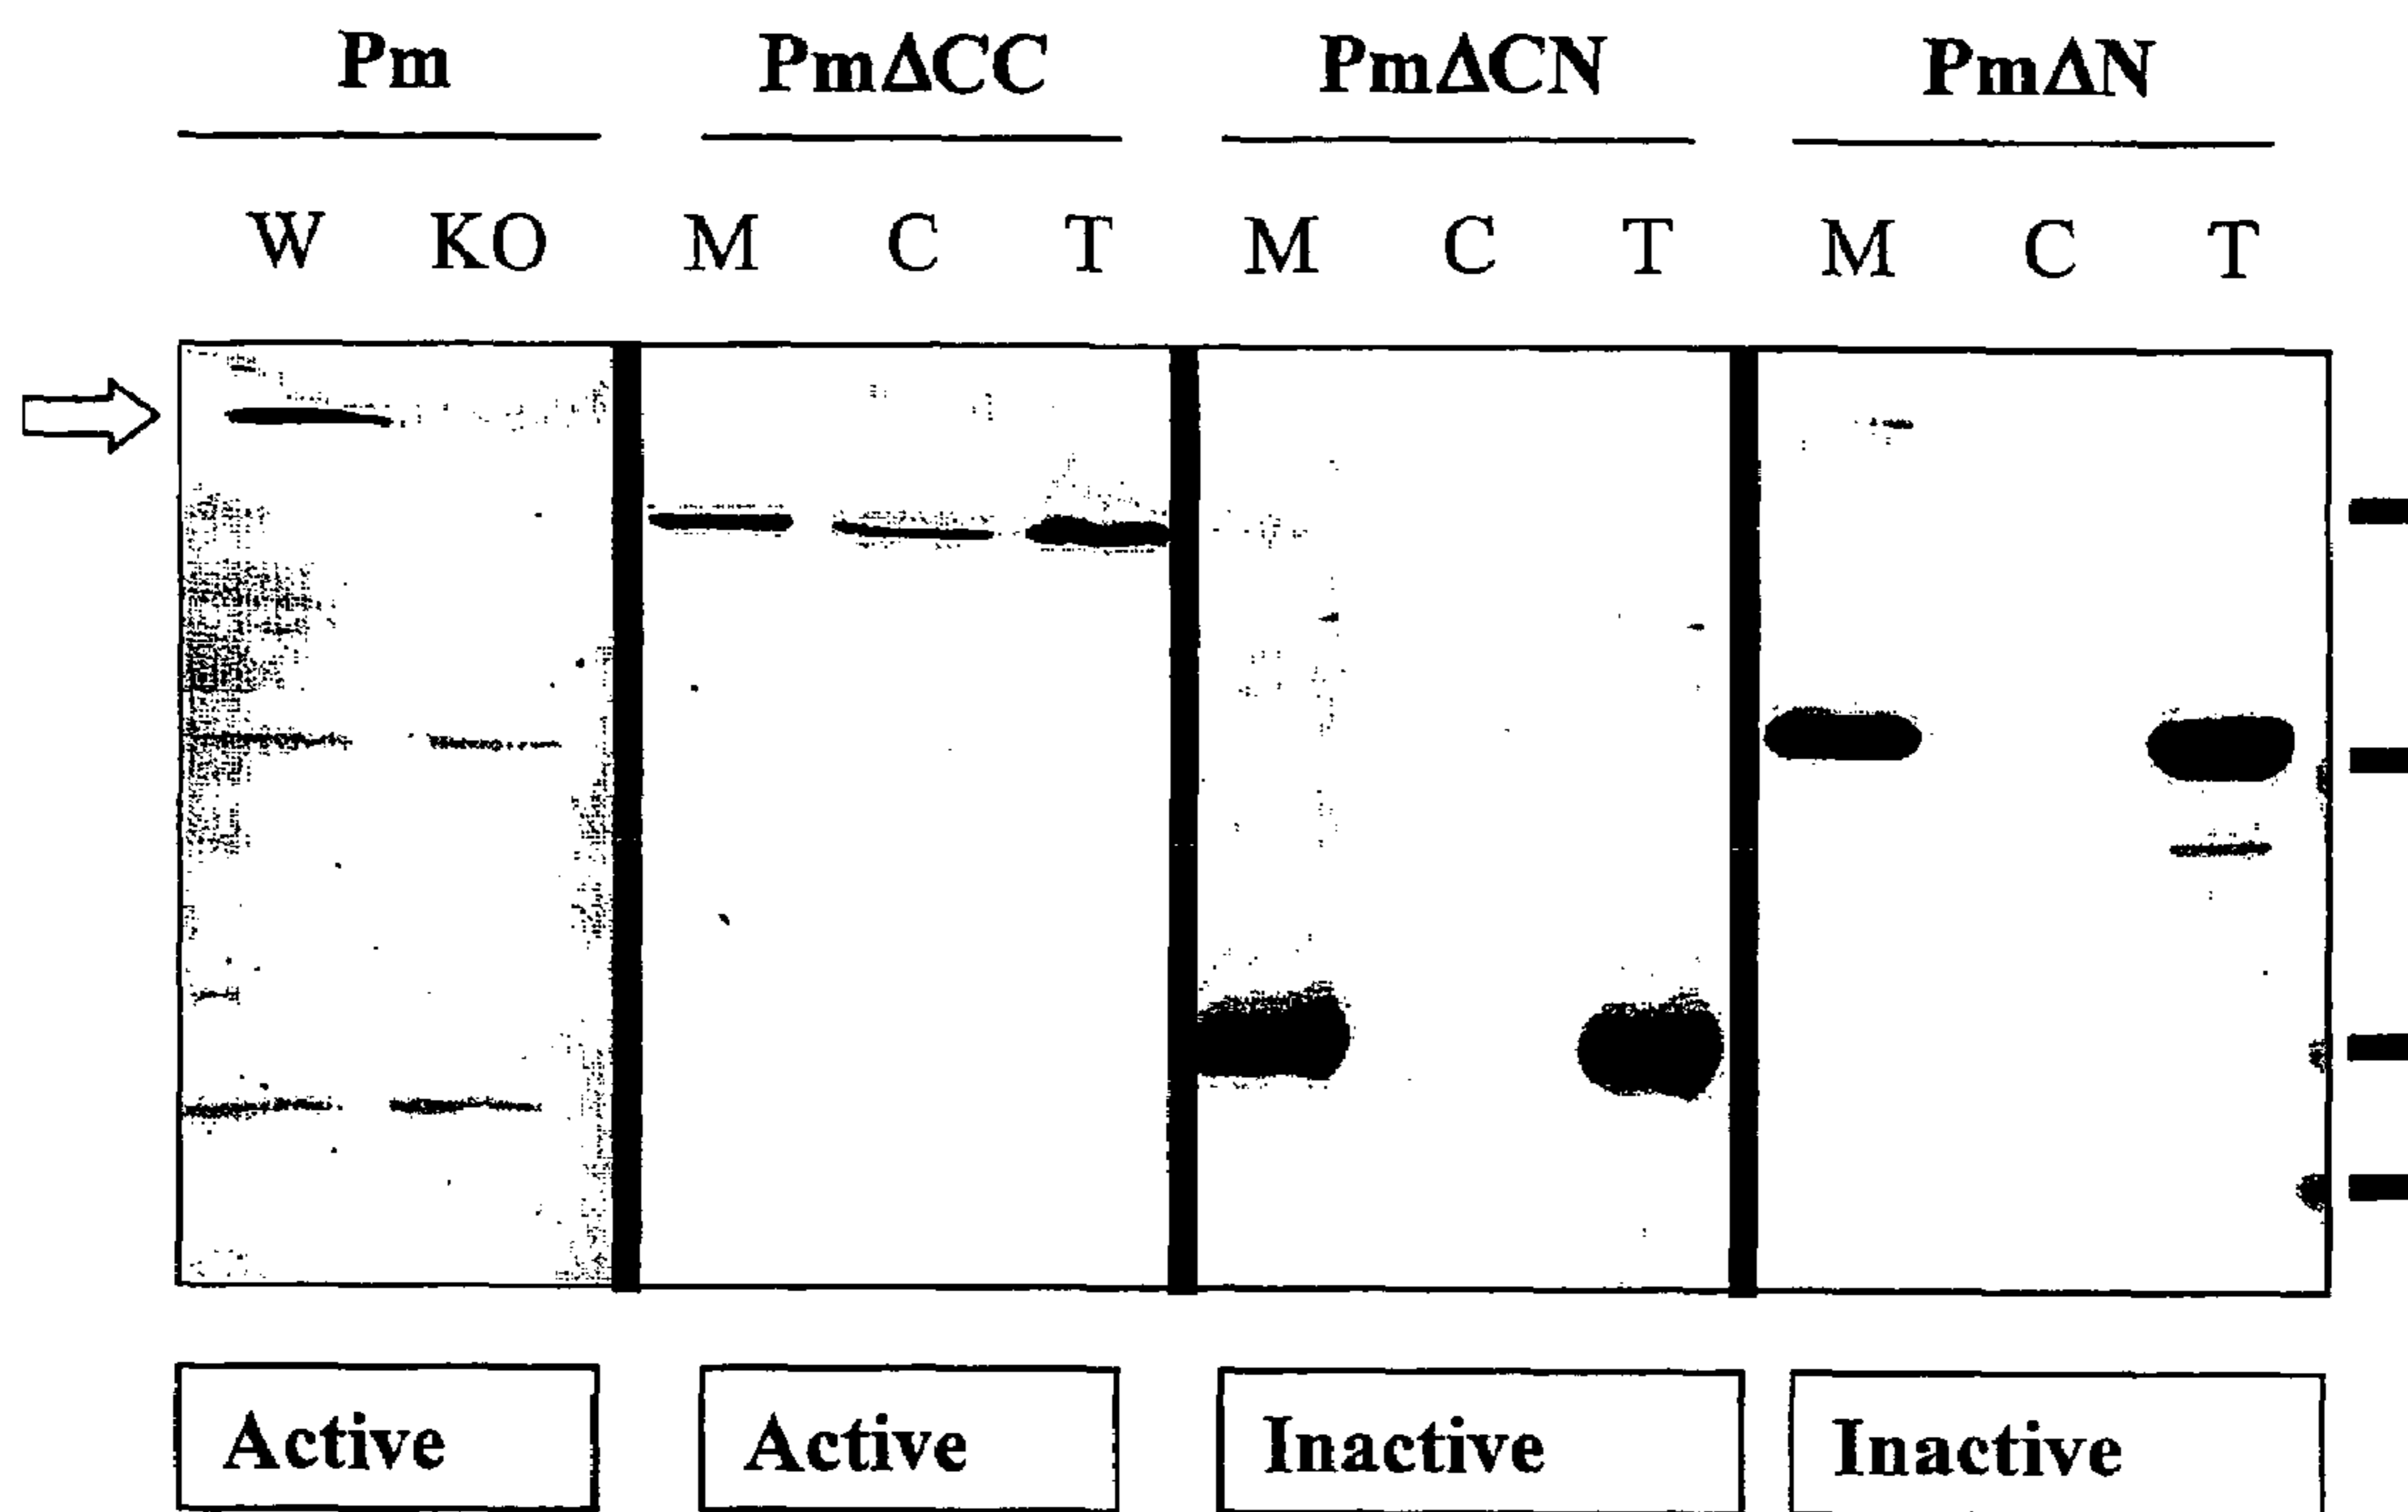 Pm PmΔCC PmΔCN PmΔN
W KO M C T M C T M C T
Active Active Inactive Inactive